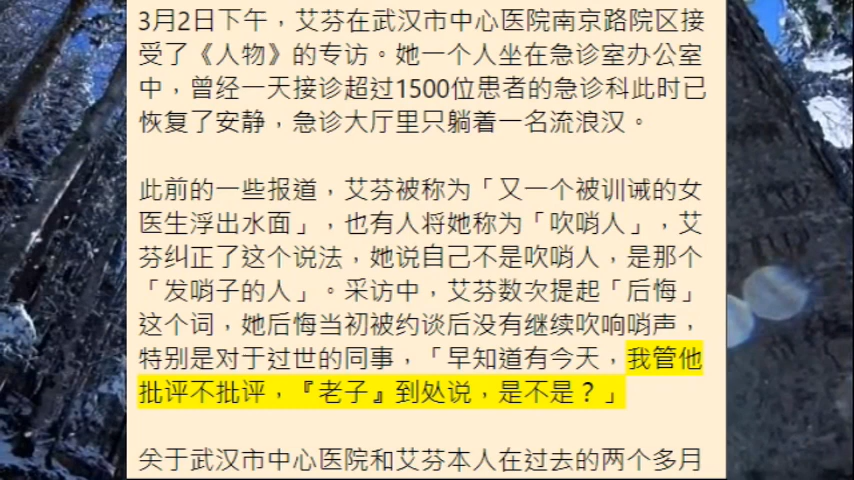 3月2日下午，艾芬在武汉市中心医院南京路院区接
受了《人物》的专访。她一个人坐在急诊室办公室
中，曾经一天接诊超过1500位患者的急诊科此时已
恢复了安静，急诊大厅里只躺着一名流浪汉。
此前的一些报道，艾芬被称为「又一个被训诫的女
医生浮出水面」，也有人将她称为「吹哨人」，艾
芬纠正了这个说法，她说自己不是吹哨人，是那个
「发哨子的人」。采访中，艾芬数次提起「后悔」
这个词，她后悔当初被约谈后没有继续吹响哨声，
特别是对于过世的同事，「早知道有今天，我管他
批评不批评，『老子』到处说，是不是？」
关于武汉市中心医院和艾芬本人在过去的两个多月